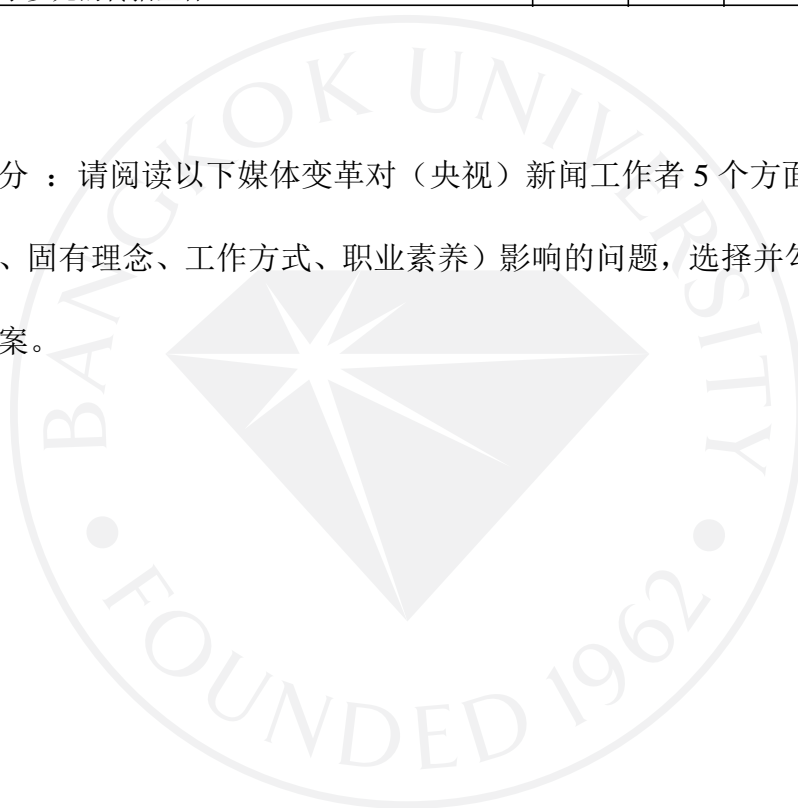 分 ：请阅读以下媒体变革对（央视）新闻工作者 5 个方面
、固有理念、工作方式、职业素养）影响的问题，选择并
案。
BANGKOK UNIVERSITY
FOUNDED 1962